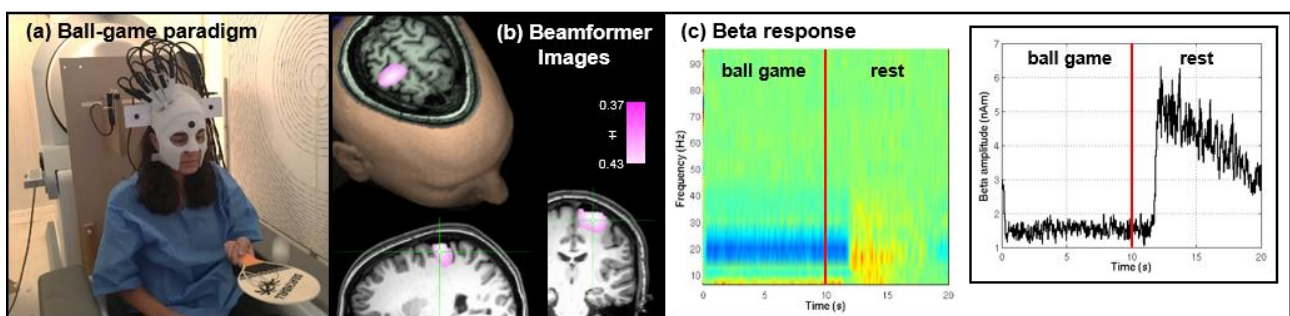 (a) Ball-game paradigm
(b) Beamformer
Images
0.37
Ŧ
0.43
(c) Beta response
ball game
rest
Frequency (Hz)
90
80
70
60
50
40
30
20
10
0
5
10
15
20
Time (s)
ball game
rest
Beta amplitude (nAm)
7
6
5
4
3
2
1
0
5
10
15
20
Time (s)